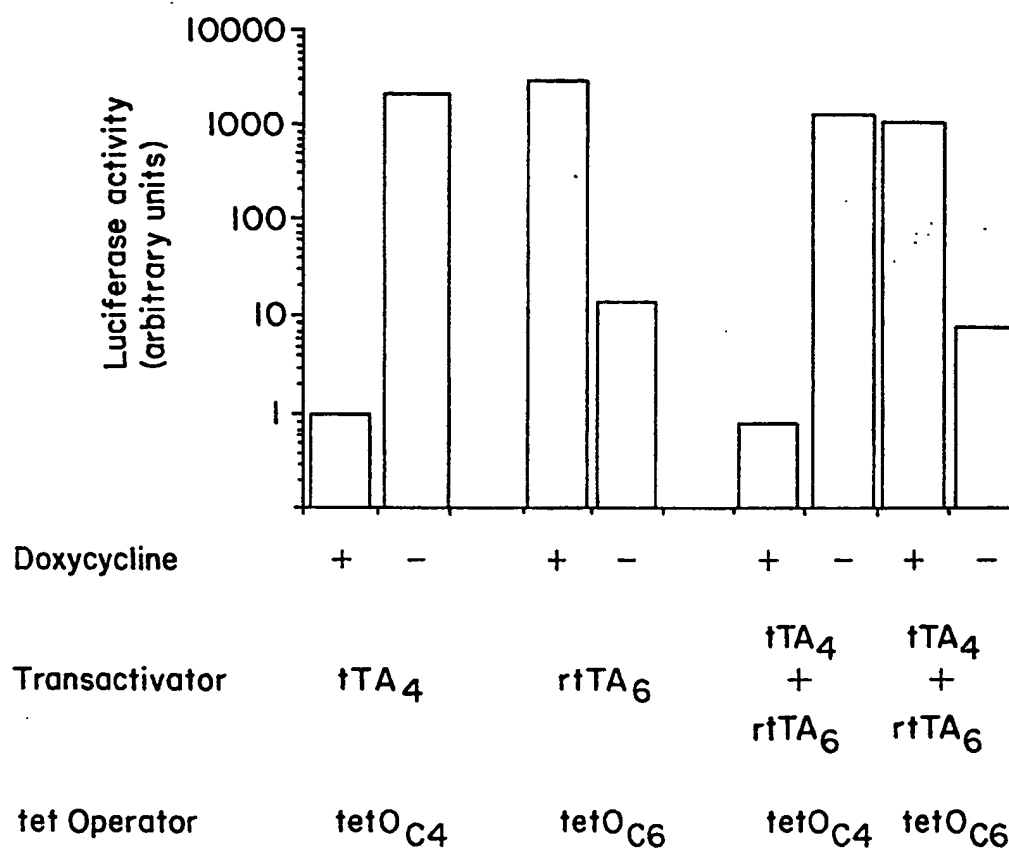 10000
1000
100
10
1
Luciferase activity
(arbitrary units)
Doxycycline + − + − + − + −
Transactivator tTA4 rtTA6 tTA4 + rtTA6 tTA4 + rtTA6
tet Operator tetOC4 tetOC6 tetOC4 tetOC6